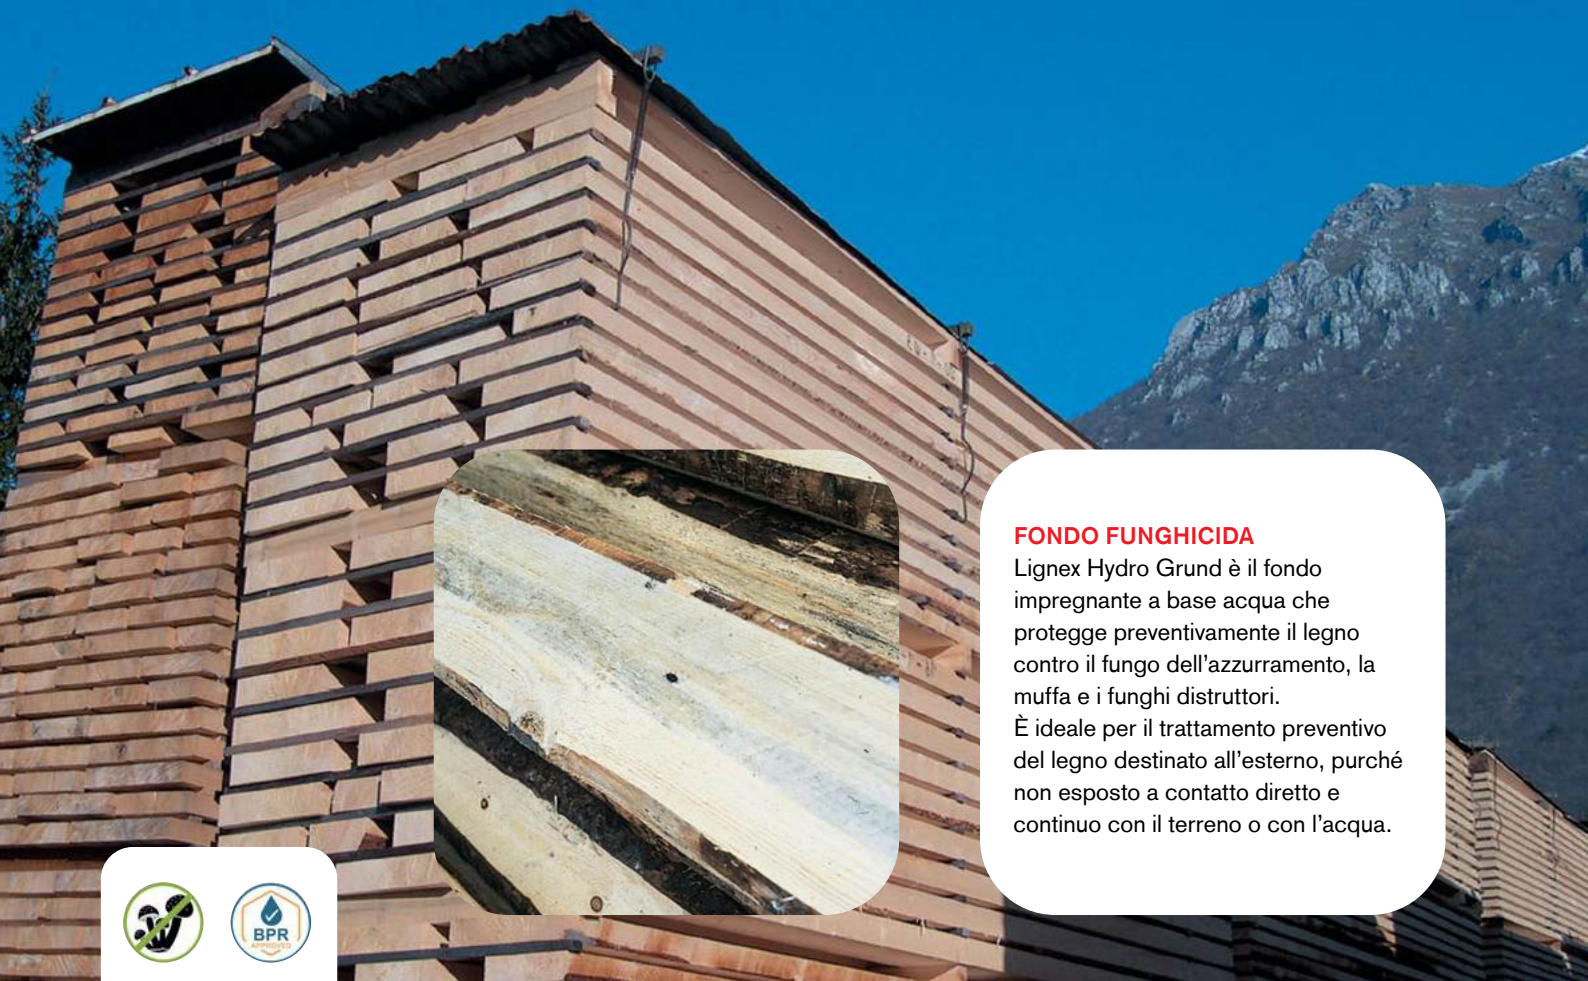 FONDO FUNGHICIDA
Lignex Hydro Grund è il fondo
impregnante a base acqua che
protegge preventivamente il legno
contro il fungo dell'azzurramento, la
muffa e i funghi distruttori.
È ideale per il trattamento preventivo
del legno destinato all'esterno, purché
non esposto a contatto diretto e
continuo con il terreno o con l'acqua.
BPR
APPROVED